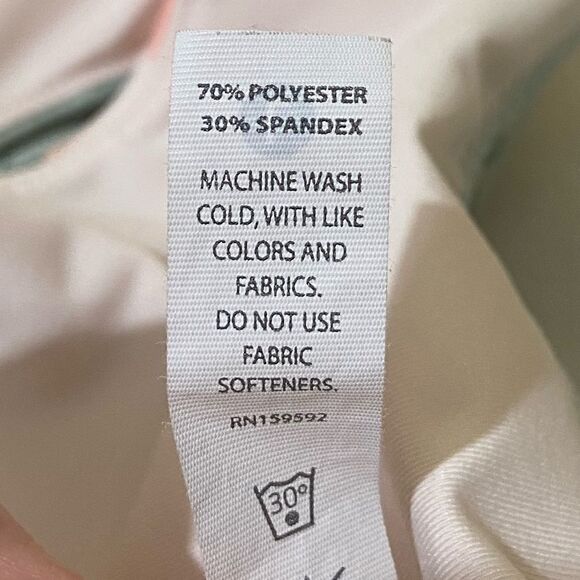 70% POLYESTER
30% SPANDEX
MACHINE WASH
COLD, WITH LIKE
COLORS AND
FABRICS.
DO NOT USE
FABRIC
SOFTENERS.
RN159592
30°